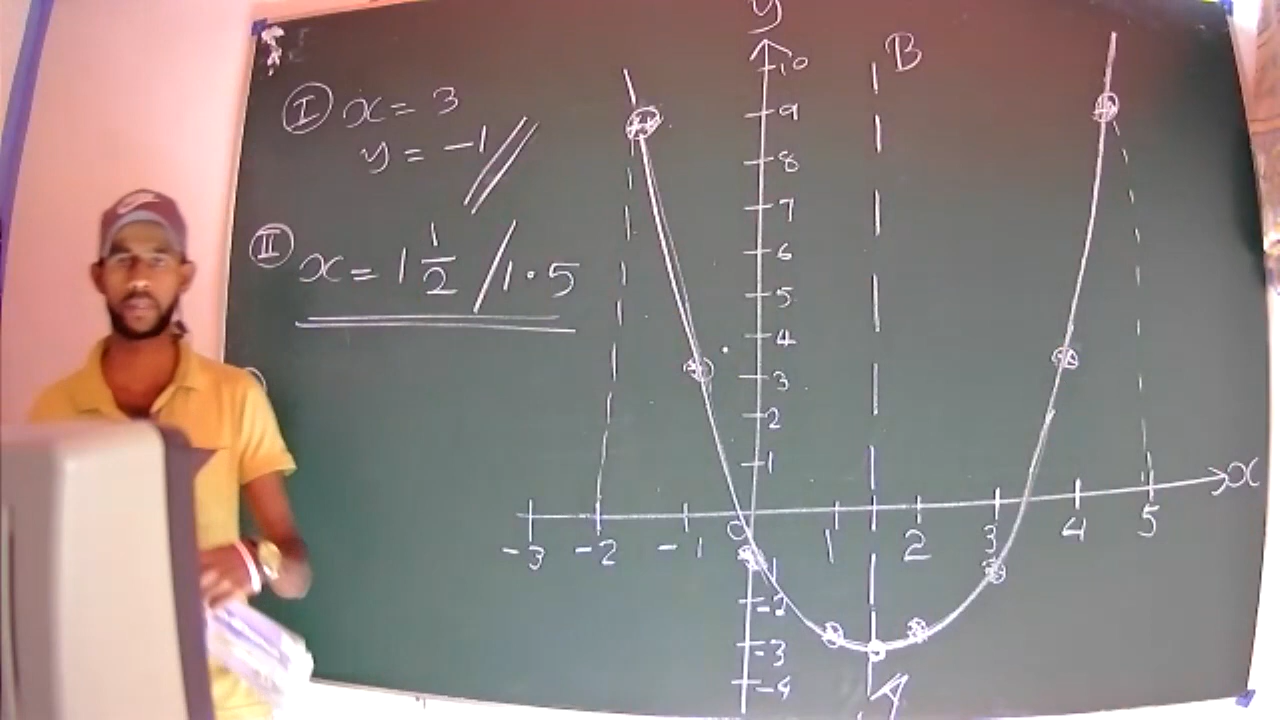 I x = 3
y = -1
II x = 1 1/2 / 1.5
y
B
10
9
8
7
6
5
4
3
2
1
x
0
-3 -2 -1 1 2 3 4 5
-1
-2
-3
-4
A